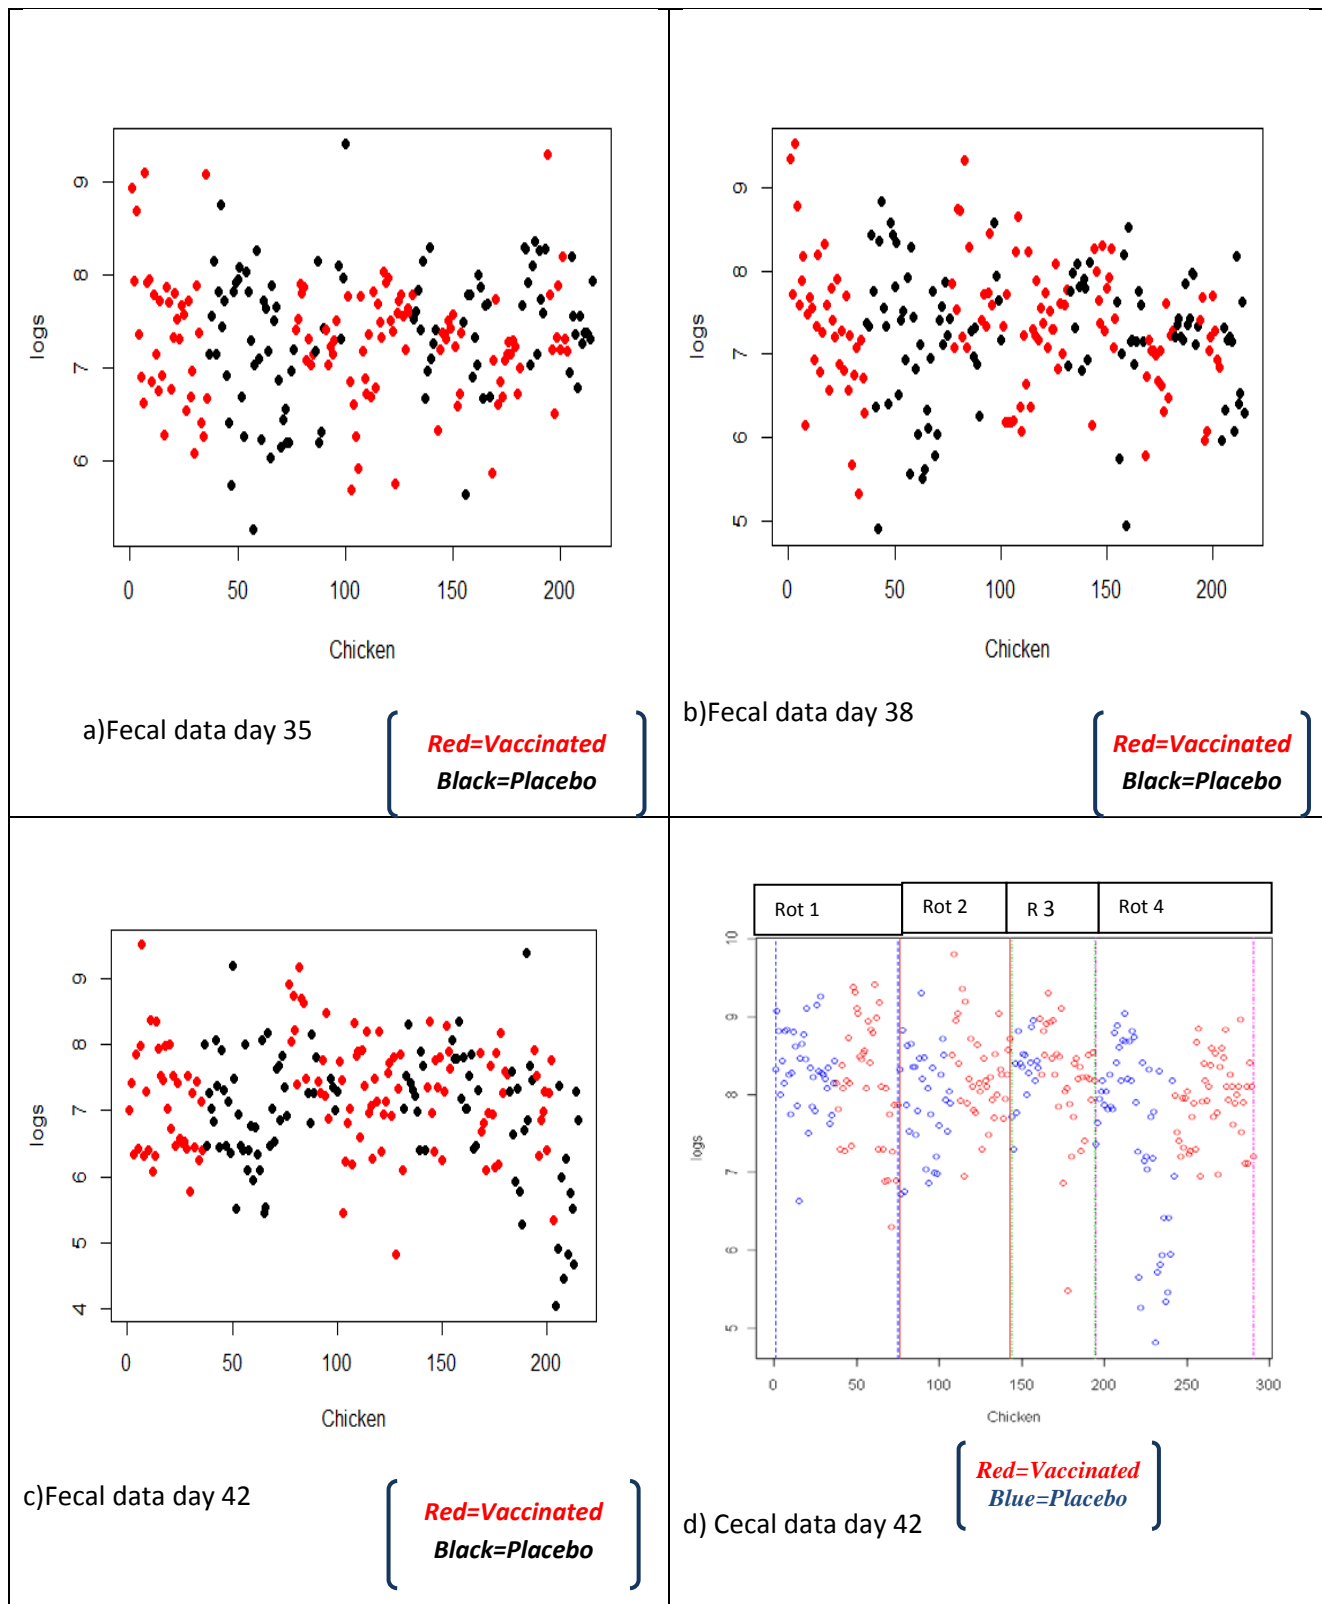 logs
9
8
7
6
0 50 100 150 200
Chicken
a)Fecal data day 35
Red=Vaccinated
Black=Placebo
logs
9
8
7
6
5
0 50 100 150 200
Chicken
b)Fecal data day 38
Red=Vaccinated
Black=Placebo
logs
9
8
7
6
5
4
0 50 100 150 200
Chicken
c)Fecal data day 42
Red=Vaccinated
Black=Placebo
Rot 1 Rot 2 R 3 Rot 4
logs
10
9
8
7
6
5
0 50 100 150 200 250 300
Chicken
Red=Vaccinated
Blue=Placebo
d) Cecal data day 42